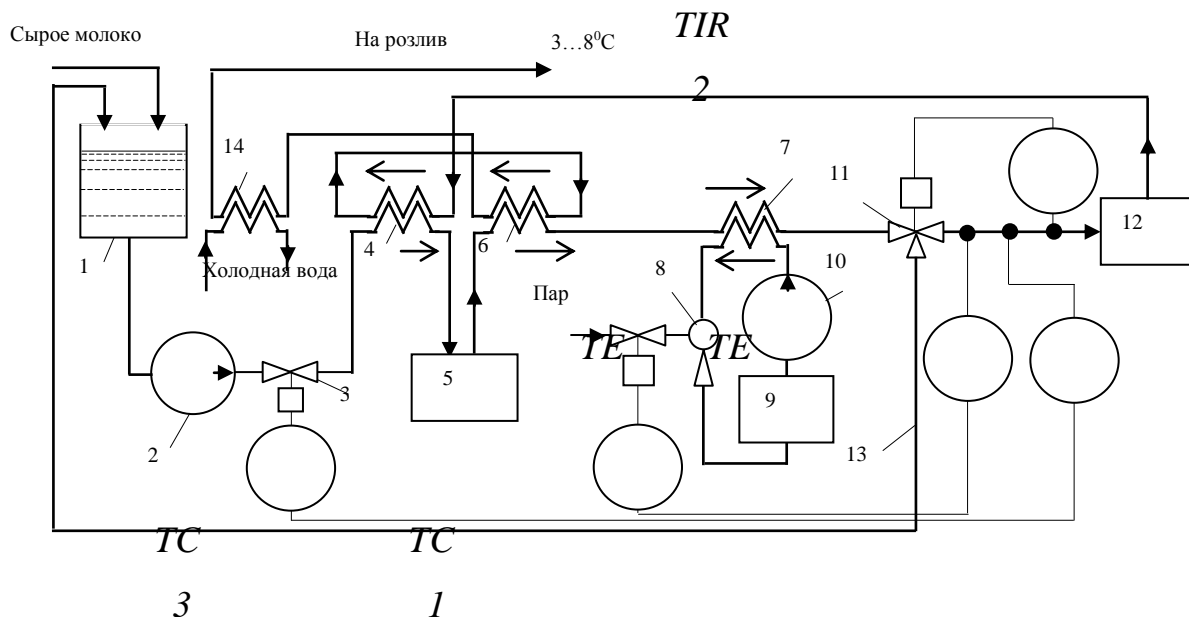 TIR
Сырое молоко
На розлив
3…8⁰С
2
14
7
11
12
1
4
6
Холодная вода
8
10
Пар
TE
TE
5
3
9
2
13
TC
TC
3
1